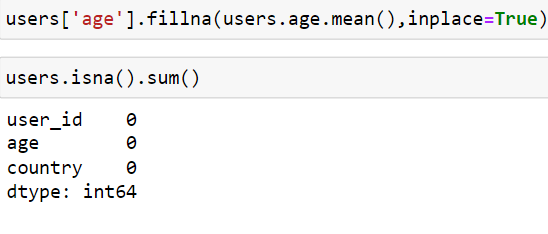 users['age'].fillna(users.age.mean(),inplace=True)
users.isna().sum()
user_id    0
age        0
country    0
dtype: int64